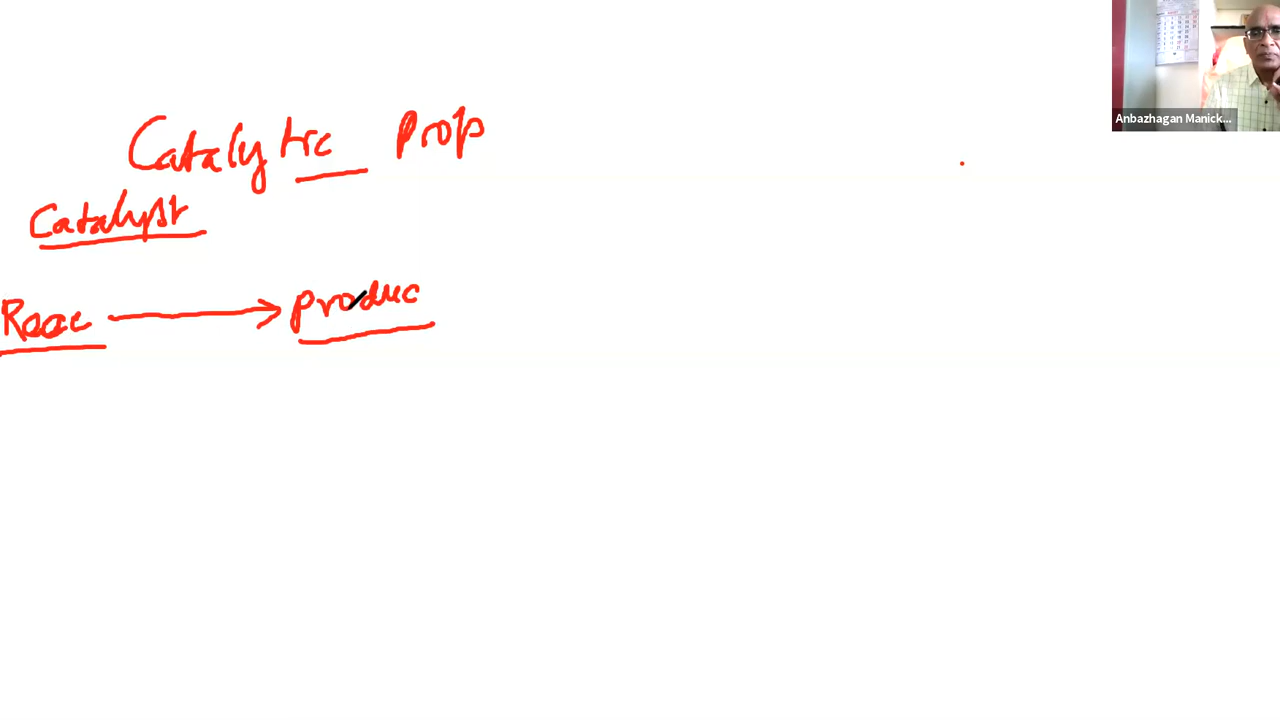 Catalytic Prop
Catalyst
Reac → produc
Anbazhagan Manick...